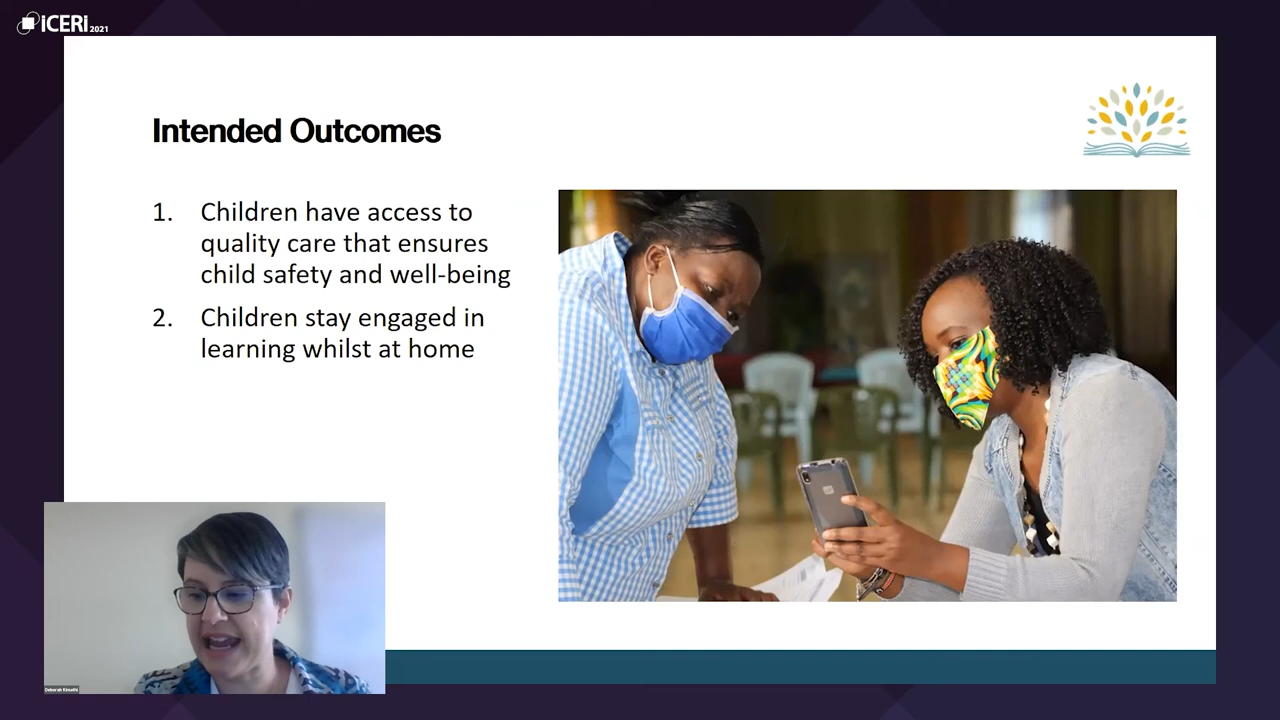 iCERi 2021
Intended Outcomes
1. Children have access to
quality care that ensures
child safety and well-being
2. Children stay engaged in
learning whilst at home
Deborah Kimathi